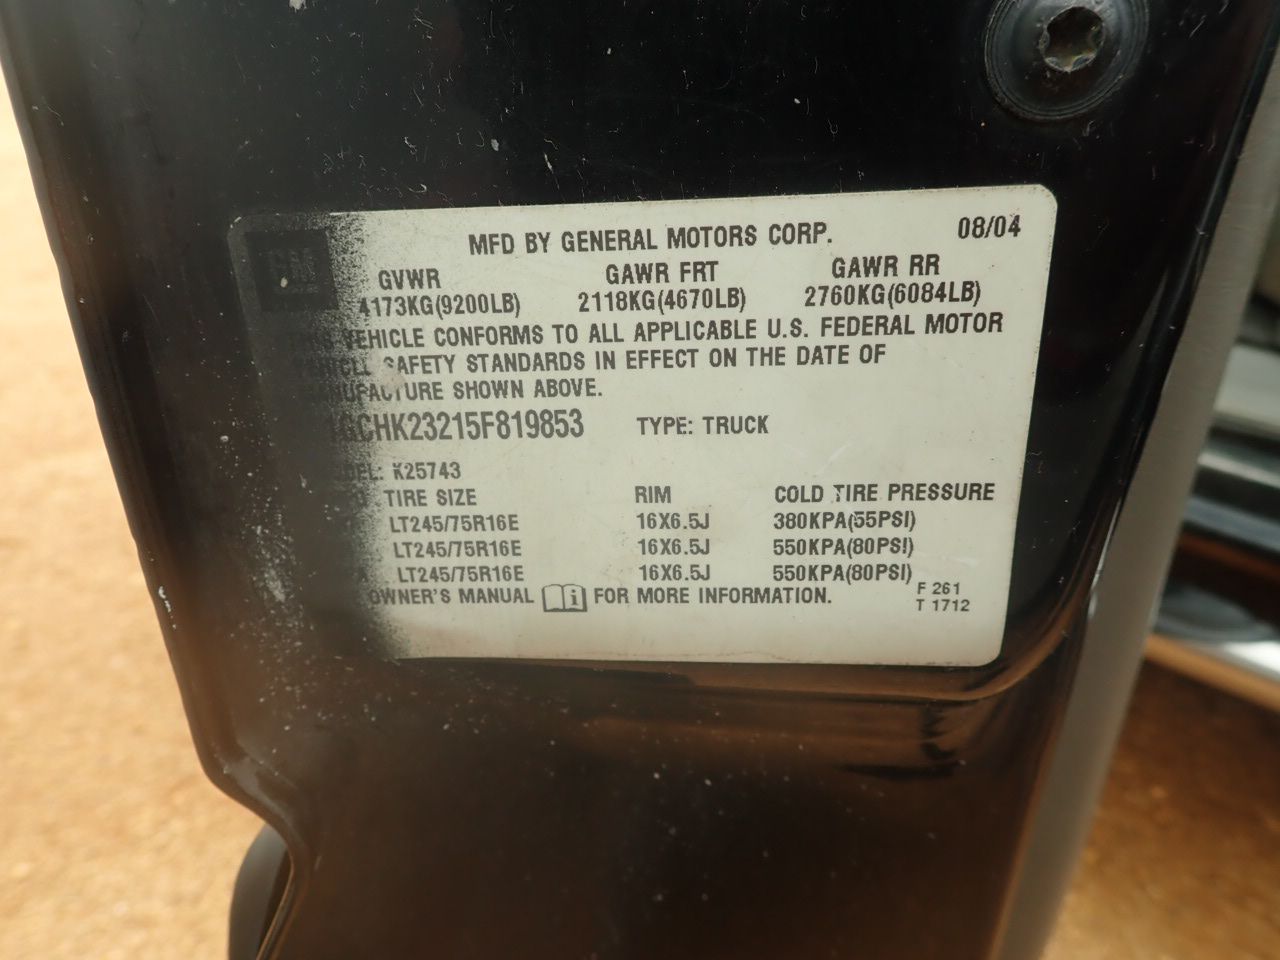 GM
MFD BY GENERAL MOTORS CORP. 08/04
GVWR GAWR FRT GAWR RR
4173KG(9200LB) 2118KG(4670LB) 2760KG(6084LB)
VEHICLE CONFORMS TO ALL APPLICABLE U.S. FEDERAL MOTOR
SAFETY STANDARDS IN EFFECT ON THE DATE OF
SHOWN ABOVE.
GCHK23215F819853 TYPE: TRUCK
K25743
TIRE SIZE RIM COLD TIRE PRESSURE
LT245/75R16E 16X6.5J 380KPA(55PSI)
LT245/75R16E 16X6.5J 550KPA(80PSI)
LT245/75R16E 16X6.5J 550KPA(80PSI)
OWNER'S MANUAL i FOR MORE INFORMATION.
F 261
T 1712